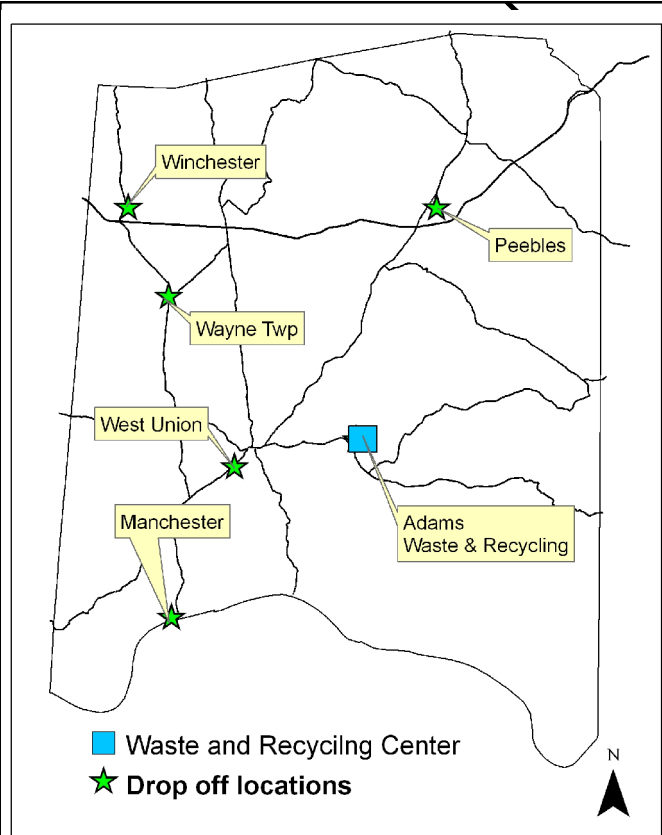 Winchester
Peebles
Wayne Twp
West Union
Manchester
Adams
Waste & Recycling
Waste and Recycilng Center
Drop off locations
N